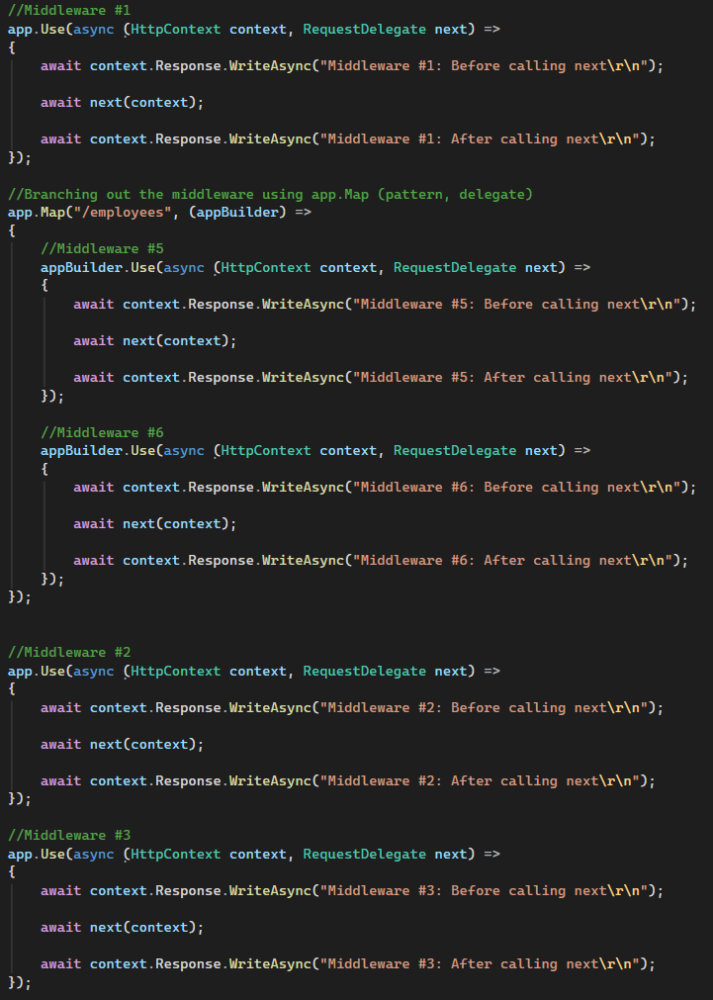 //Middleware #1
app.Use(async (HttpContext context, RequestDelegate next) =>
{
    await context.Response.WriteAsync("Middleware #1: Before calling next\r\n");

    await next(context);

    await context.Response.WriteAsync("Middleware #1: After calling next\r\n");
});

//Branching out the middleware using app.Map (pattern, delegate)
app.Map("/employees", (appBuilder) =>
{
    //Middleware #5
    appBuilder.Use(async (HttpContext context, RequestDelegate next) =>
    {
        await context.Response.WriteAsync("Middleware #5: Before calling next\r\n");

        await next(context);

        await context.Response.WriteAsync("Middleware #5: After calling next\r\n");
    });

    //Middleware #6
    appBuilder.Use(async (HttpContext context, RequestDelegate next) =>
    {
        await context.Response.WriteAsync("Middleware #6: Before calling next\r\n");

        await next(context);

        await context.Response.WriteAsync("Middleware #6: After calling next\r\n");
    });
});

//Middleware #2
app.Use(async (HttpContext context, RequestDelegate next) =>
{
    await context.Response.WriteAsync("Middleware #2: Before calling next\r\n");

    await next(context);

    await context.Response.WriteAsync("Middleware #2: After calling next\r\n");
});

//Middleware #3
app.Use(async (HttpContext context, RequestDelegate next) =>
{
    await context.Response.WriteAsync("Middleware #3: Before calling next\r\n");

    await next(context);

    await context.Response.WriteAsync("Middleware #3: After calling next\r\n");
});